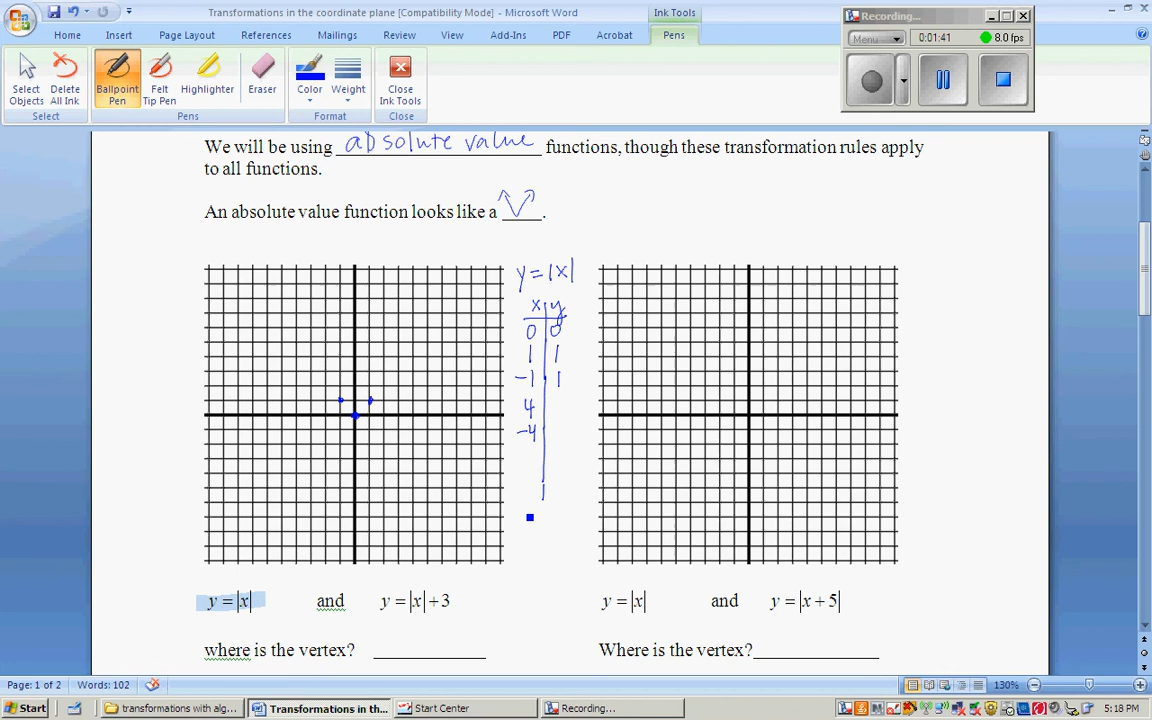 Transformations in the coordinate plane [Compatibility Mode] - Microsoft Word
Ink Tools
Home Insert Page Layout References Mailings Review View Add-Ins PDF Acrobat Pens
Select Objects
Delete All Ink
Ballpoint Pen
Felt Tip Pen
Highlighter
Eraser
Color
Weight
Close Ink Tools
Select Pens Format Close
Recording...
Menu 0:01:41 8.0 fps
We will be using absolute value functions, though these transformation rules apply
to all functions.
An absolute value function looks like a ____.
y=|x|
x y
0 0
1 1
-1 1
4
-4
y = |x| and y = |x| + 3
y = |x| and y = |x + 5|
where is the vertex? ____________
Where is the vertex?_____________
Page: 1 of 2 Words: 102 130%
Start transformations with alg... Transformations in th... Start Center Recording... 5:18 PM